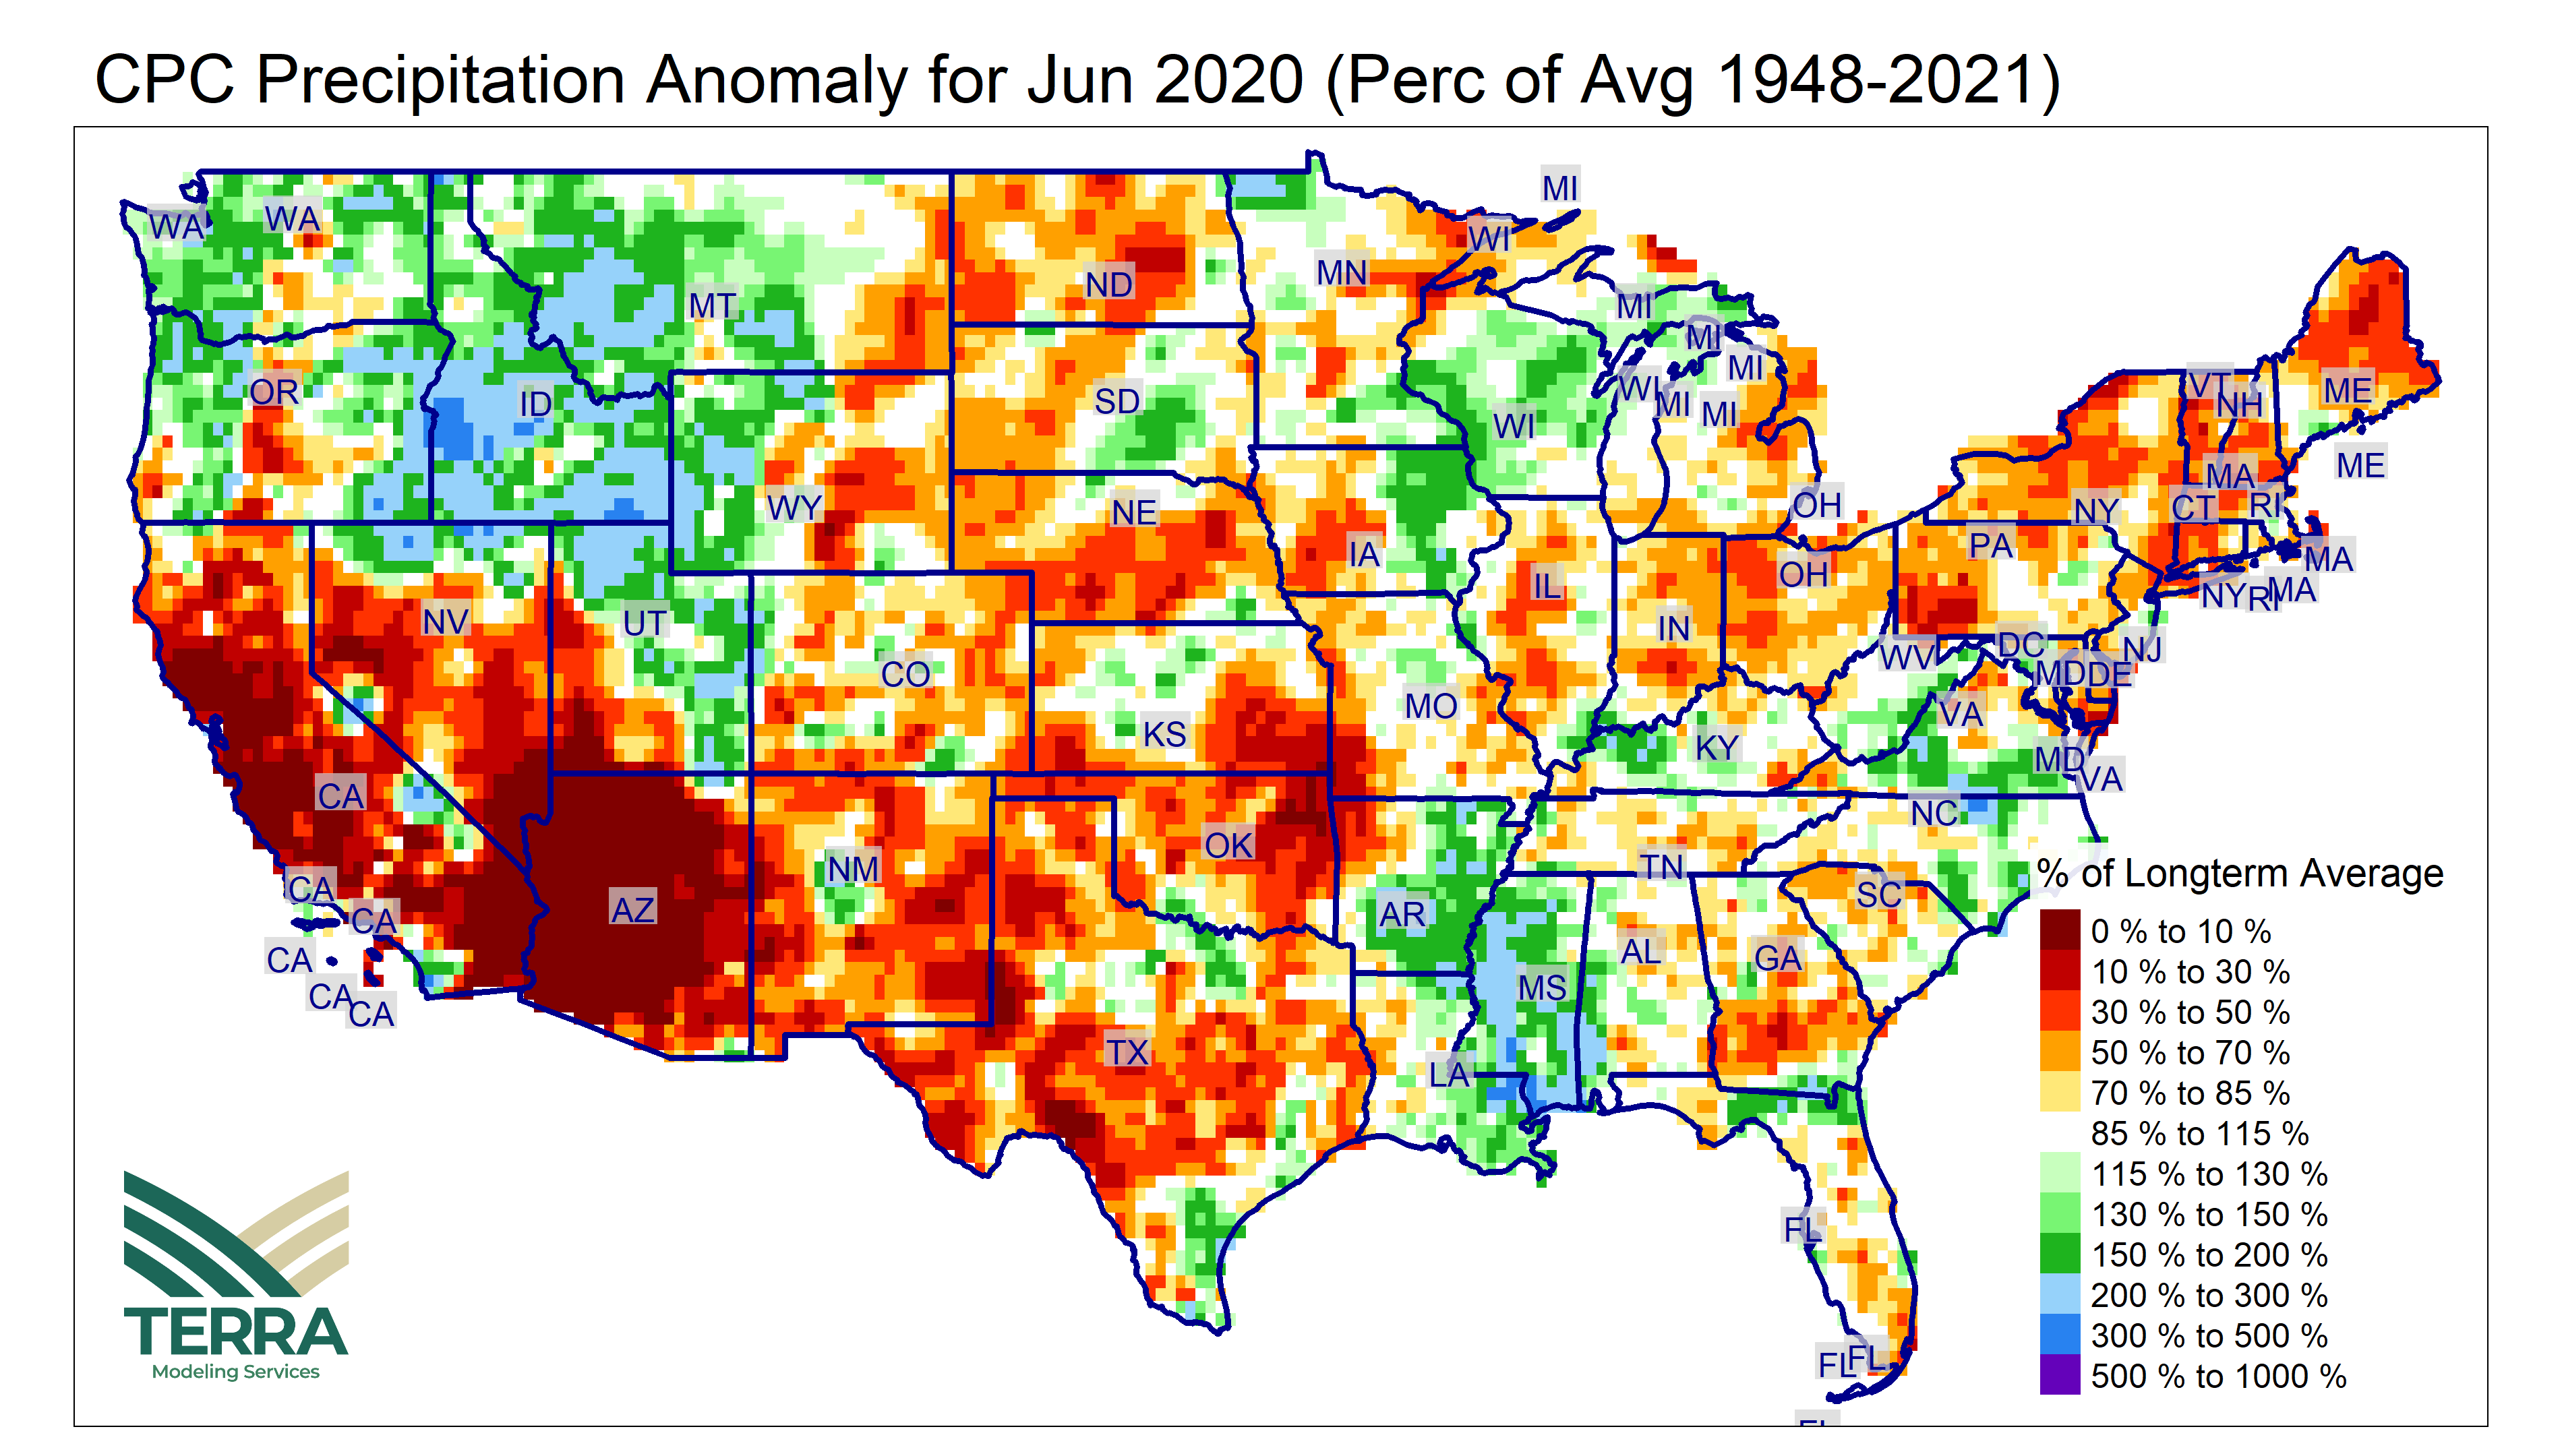 CPC Precipitation Anomaly for Jun 2020 (Perc of Avg 1948-2021)
MI
WA
WA
WI
MN
ND
MT
MI
MI
MI
OR
ID
SD
WI
MI
MI
WI
VT
NH
ME
ME
MA
WY
NE
OH
NY
CT
RI
IA
PA
MA
IL
OH
NY
RI
MA
NV
UT
IN
CO
WV
DC
NJ
MD
DE
MO
VA
KS
KY
MD
VA
CA
NC
OK
NM
TN
% of Longterm Average
CA
CA
AZ
AR
SC
0 % to 10 %
CA
AL
GA
10 % to 30 %
CA
CA
MS
30 % to 50 %
TX
50 % to 70 %
LA
70 % to 85 %
85 % to 115 %
115 % to 130 %
130 % to 150 %
FL
150 % to 200 %
200 % to 300 %
TERRA
300 % to 500 %
Modeling Services
FL
FL
500 % to 1000 %